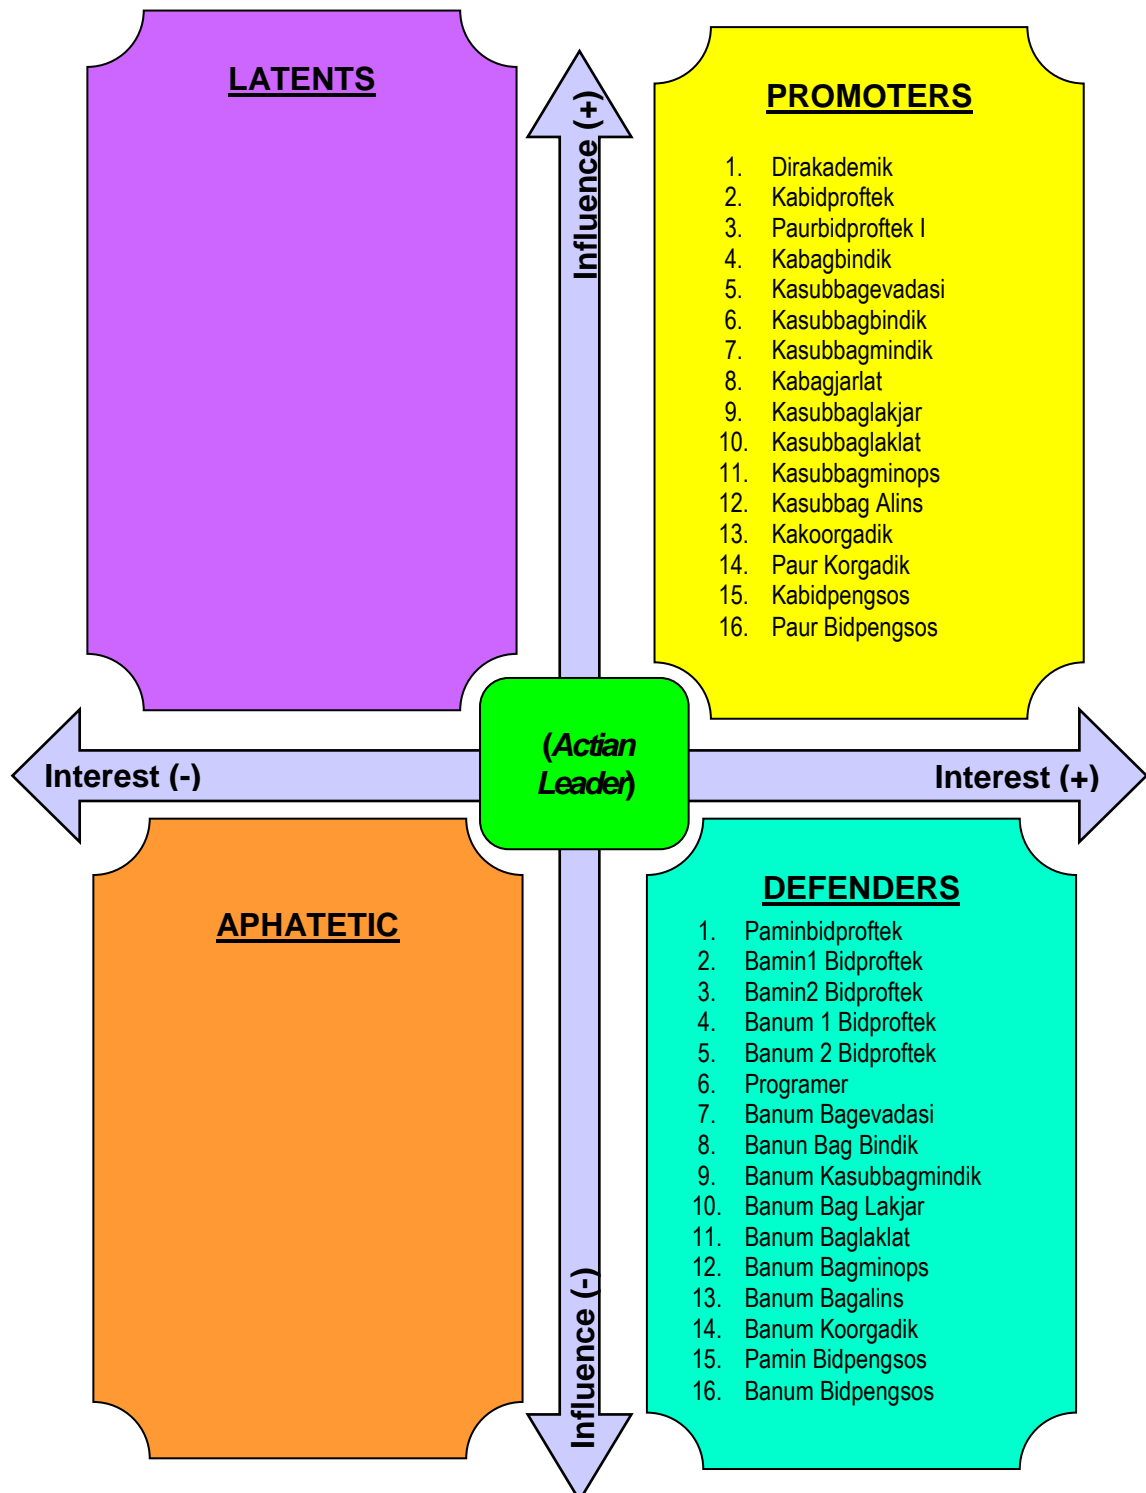 LATENTS
Influence (+)
PROMOTERS
1. Dirakademik
2. Kabidproftek
3. Paurbidproftek I
4. Kabagbindik
5. Kasubbagevadasi
6. Kasubbagbindik
7. Kasubbagmindik
8. Kabagjarlat
9. Kasubbaglakjar
10. Kasubbaglaklat
11. Kasubbagminops
12. Kasubbag Alins
13. Kakoorgadik
14. Paur Korgadik
15. Kabidpengsos
16. Paur Bidpengsos
Interest (-)
(Actian
Leader)
Interest (+)
APHATETIC
Influence (-)
DEFENDERS
1. Paminbidproftek
2. Bamin1 Bidproftek
3. Bamin2 Bidproftek
4. Banum 1 Bidproftek
5. Banum 2 Bidproftek
6. Programer
7. Banum Bagevadasi
8. Banun Bag Bindik
9. Banum Kasubbagmindik
10. Banum Bag Lakjar
11. Banum Baglaklat
12. Banum Bagminops
13. Banum Bagalins
14. Banum Koorgadik
15. Pamin Bidpengsos
16. Banum Bidpengsos